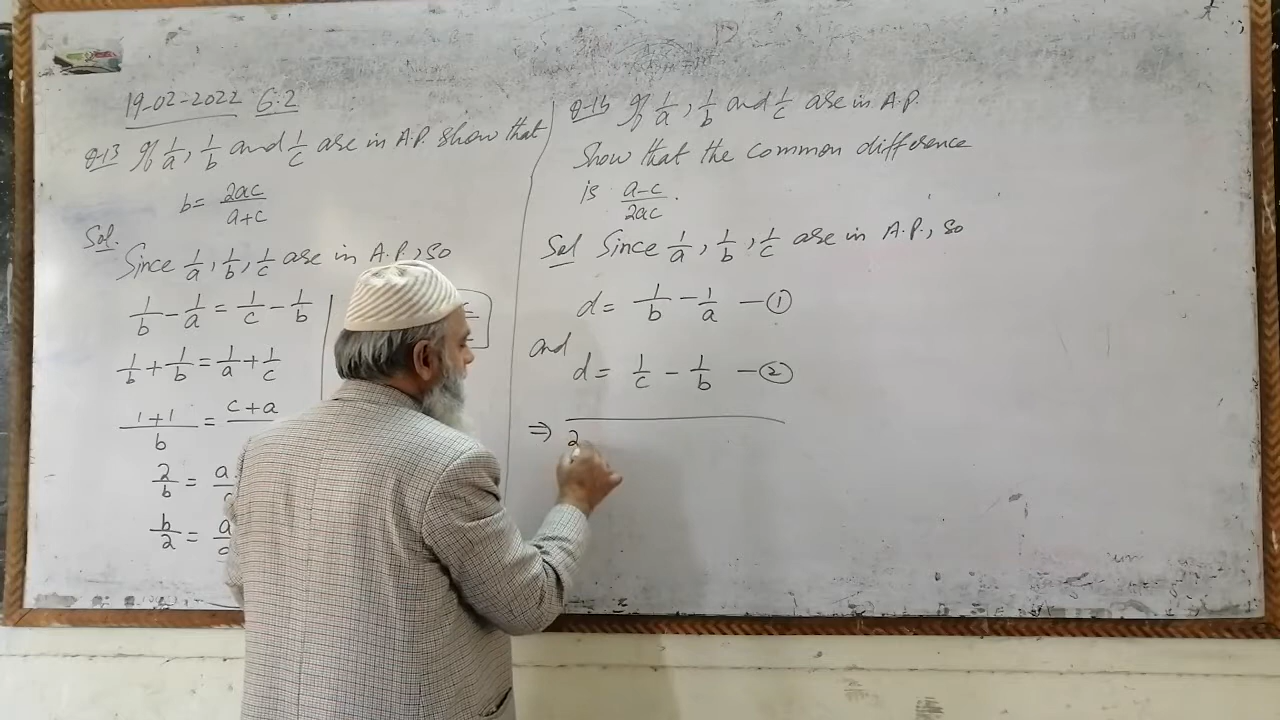 19-02-2022 6.2
Q.13 If 1/a, 1/b and 1/c are in A.P. show that
b = 2ac/a+c
Sol.
Since 1/a, 1/b, 1/c are in A.P., so
1/b - 1/a = 1/c - 1/b
1/b + 1/b = 1/a + 1/c
1+1/b = c+a
2/b = a
b/2 = a
If 1/a, 1/b and 1/c are in A.P.
Show that the common difference
is a-c/2ac.
Sol Since 1/a, 1/b, 1/c are in A.P., so
d = 1/b - 1/a — ①
and
d = 1/c - 1/b — ②
⇒ 2